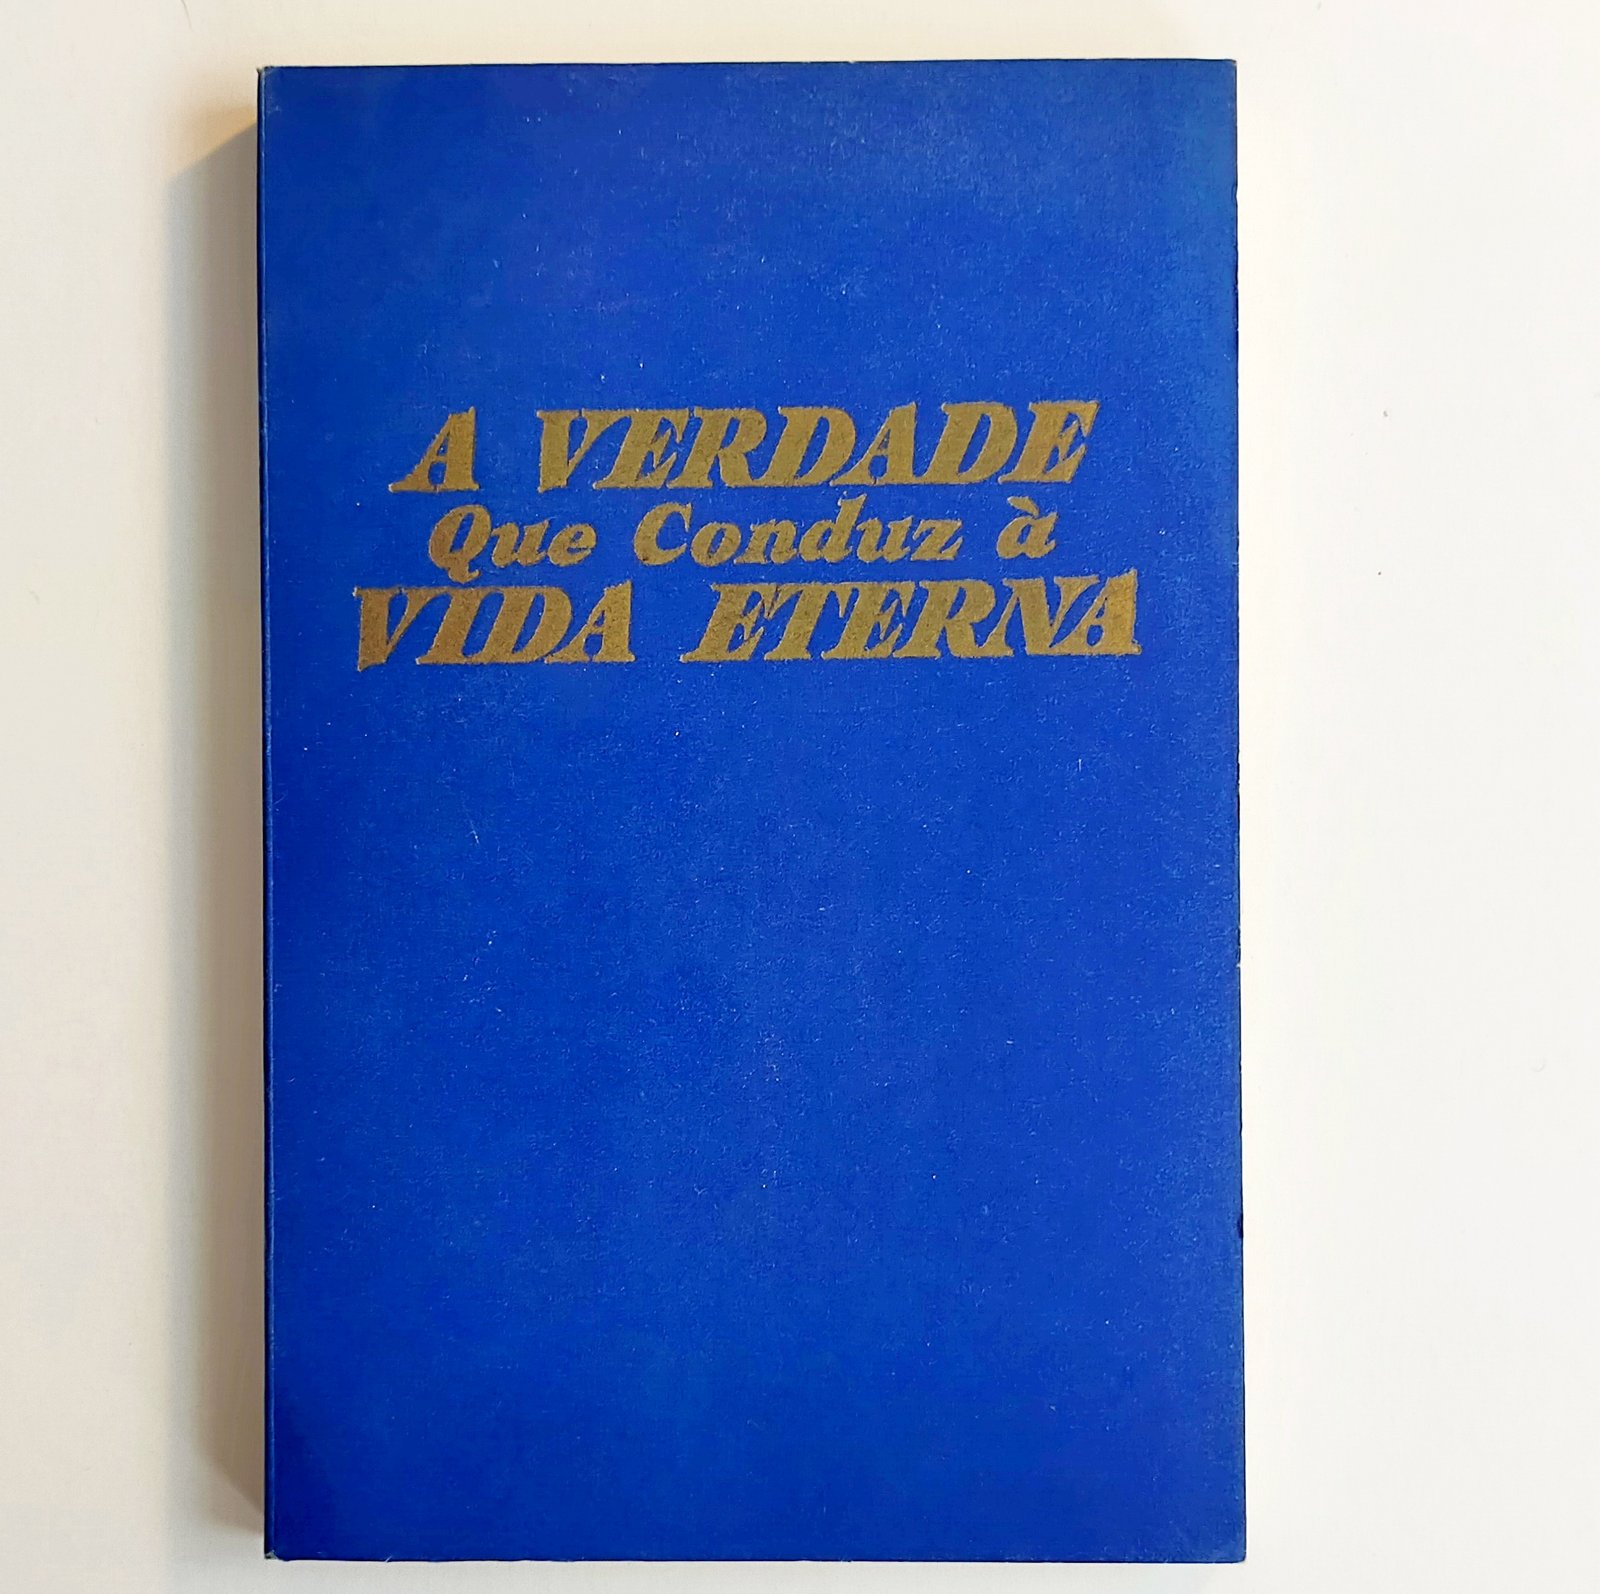 A VERDADE
Que Conduz à
VIDA ETERNA